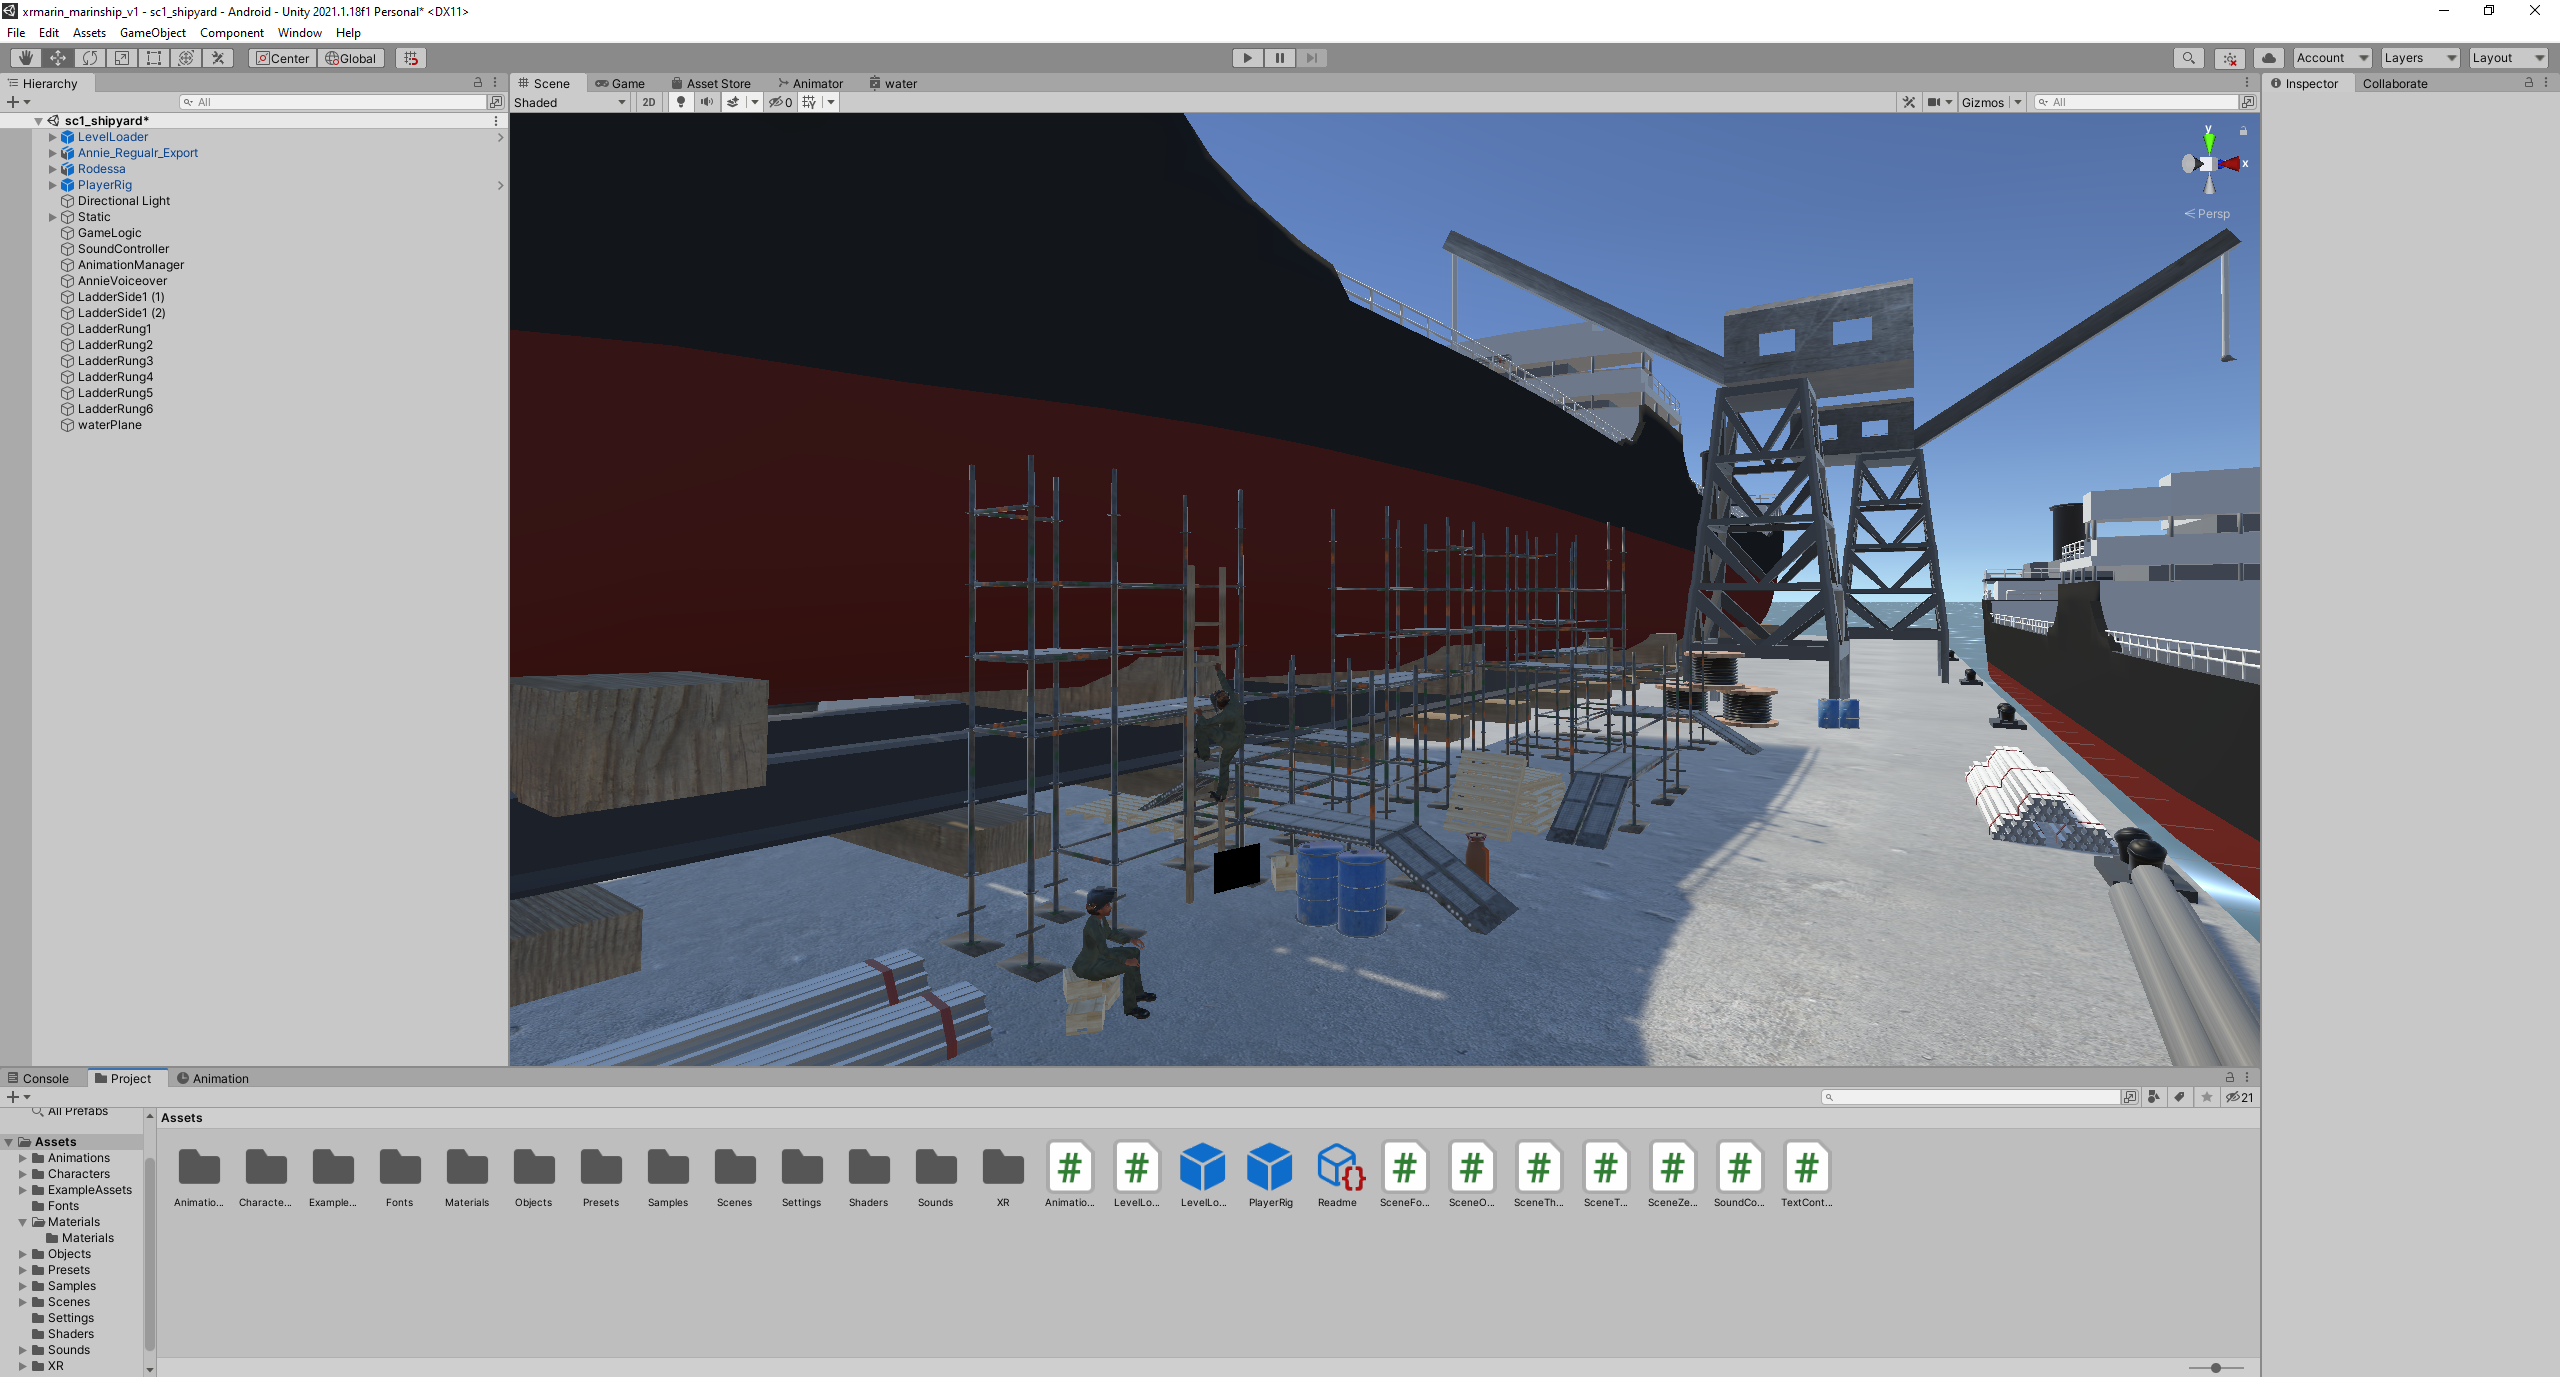 xrmarin_marinship_v1 - sc1_shipyard - Android - Unity 2021.1.18f1 Personal* <DX11>
File Edit Assets GameObject Component Window Help
Center Global Account Layers Layout
Hierarchy
All
sc1_shipyard*
LevelLoader
Annie_Regualr_Export
Rodessa
PlayerRig
Directional Light
Static
GameLogic
SoundController
AnimationManager
AnnieVoiceover
LadderSide1 (1)
LadderSide1 (2)
LadderRung1
LadderRung2
LadderRung3
LadderRung4
LadderRung5
LadderRung6
waterPlane
Scene Game Asset Store Animator water
Shaded 2D 0 Gizmos All
y
x
Persp
Inspector Collaborate
Console Project Animation
21
All Prefabs
Assets
Animations
Characters
ExampleAssets
Fonts
Materials
Materials
Objects
Presets
Samples
Scenes
Settings
Shaders
Sounds
XR
Assets
Animatio... Characte... Example... Fonts Materials Objects Presets Samples Scenes Settings Shaders Sounds XR Animatio... LevelLo... LevelLo... PlayerRig Readme SceneFo... SceneO... SceneTh... SceneT... SceneZe... SoundCo... TextCont...